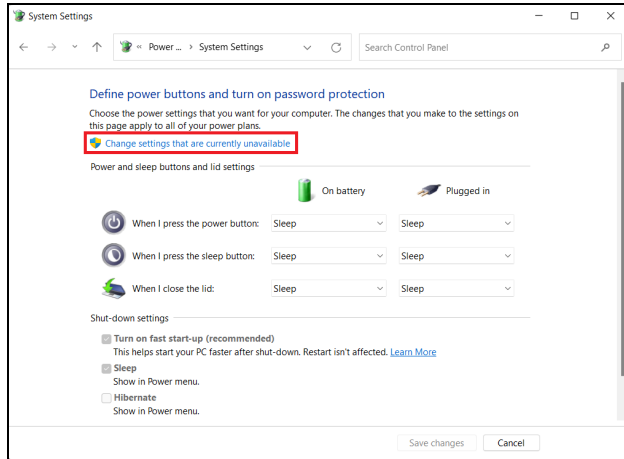 System Settings
« Power ... › System Settings
Search Control Panel
Define power buttons and turn on password protection
Choose the power settings that you want for your computer. The changes that you make to the settings on
this page apply to all of your power plans.
Change settings that are currently unavailable
Power and sleep buttons and lid settings
On battery Plugged in
When I press the power button: Sleep Sleep
When I press the sleep button: Sleep Sleep
When I close the lid: Sleep Sleep
Shut-down settings
Turn on fast start-up (recommended)
This helps start your PC faster after shut-down. Restart isn't affected. Learn More
Sleep
Show in Power menu.
Hibernate
Show in Power menu.
Save changes Cancel